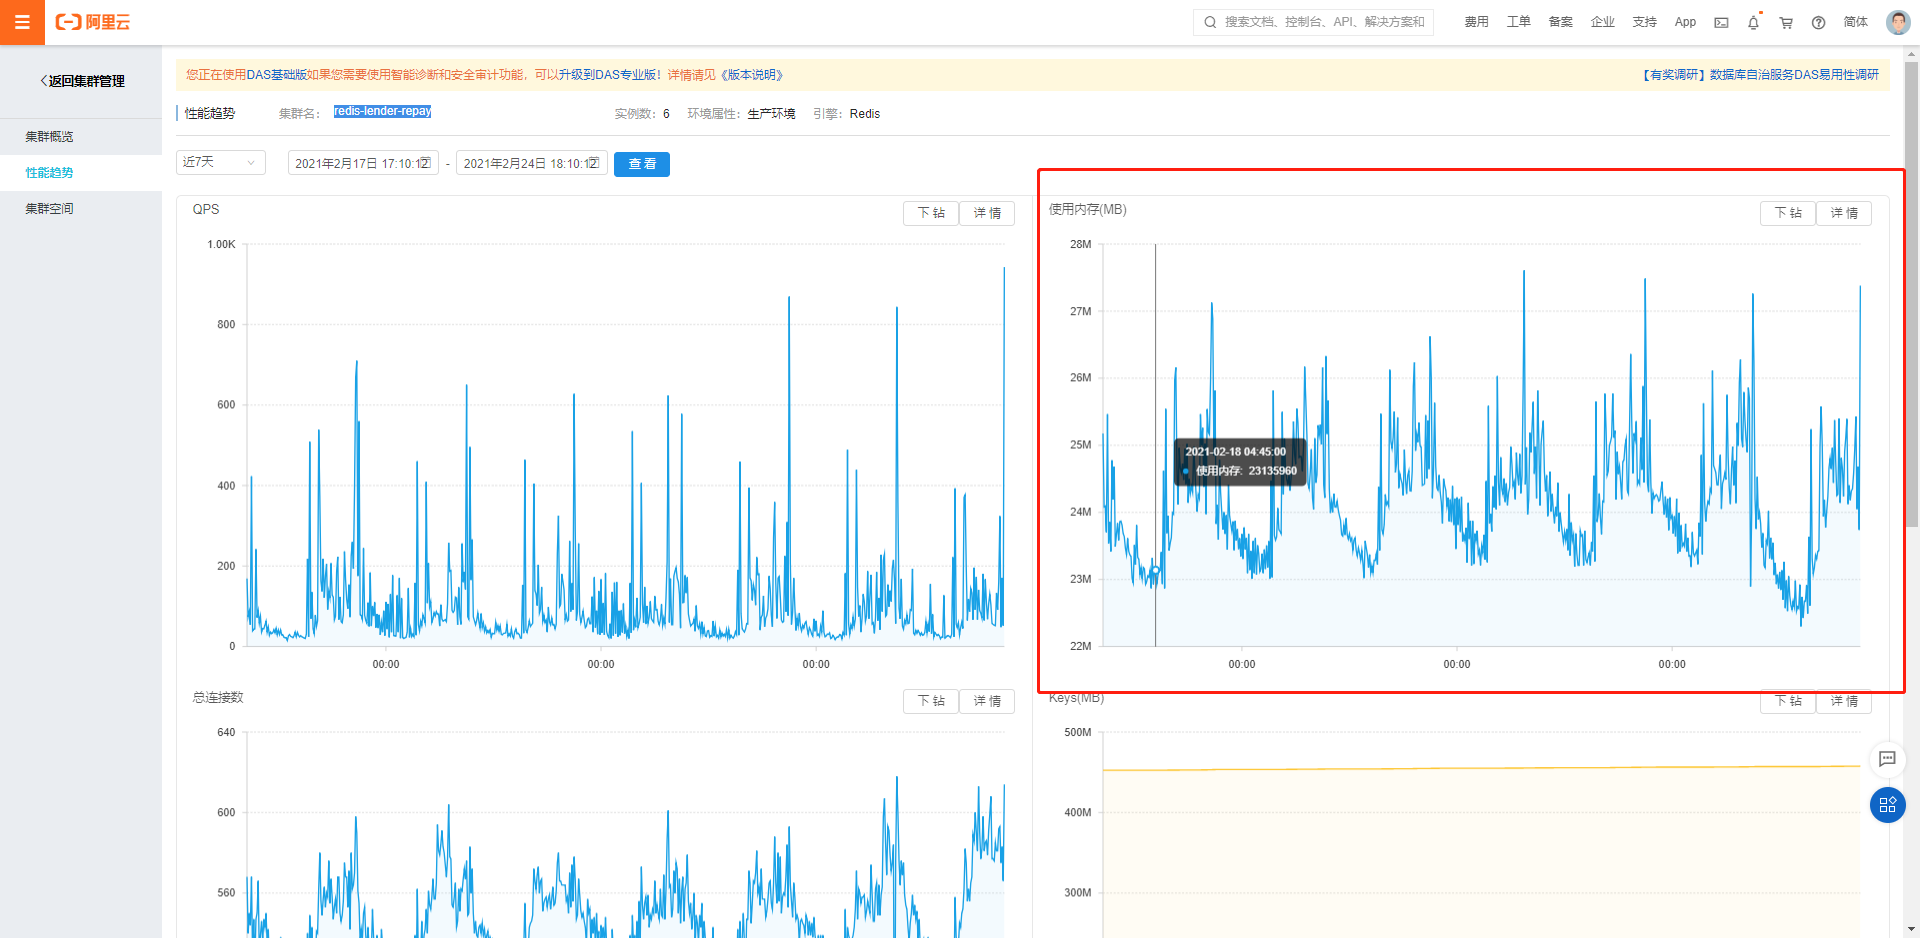 阿里云
搜索文档、控制台、API、解决方案和
费用 工单 备案 企业 支持 App 简体
返回集群管理
集群概览
性能趋势
集群空间
您正在使用DAS基础版如果您需要使用智能诊断和安全审计功能，可以升级到DAS专业版！详情请见《版本说明》
【有奖调研】数据库自治服务DAS易用性调研
性能趋势 集群名： redis-lender-repay 实例数：6 环境属性：生产环境 引擎：Redis
近7天 2021年2月17日 17:10:12 - 2021年2月24日 18:10:12 查看
QPS 下钻 详情
1.00K
800
600
400
200
0
00:00 00:00 00:00
使用内存(MB) 下钻 详情
28M
27M
26M
25M
24M
23M
22M
2021-02-18 04:45:00
使用内存: 23135960
00:00 00:00 00:00
总连接数 下钻 详情
640
600
560
Keys(MB) 下钻 详情
500M
400M
300M